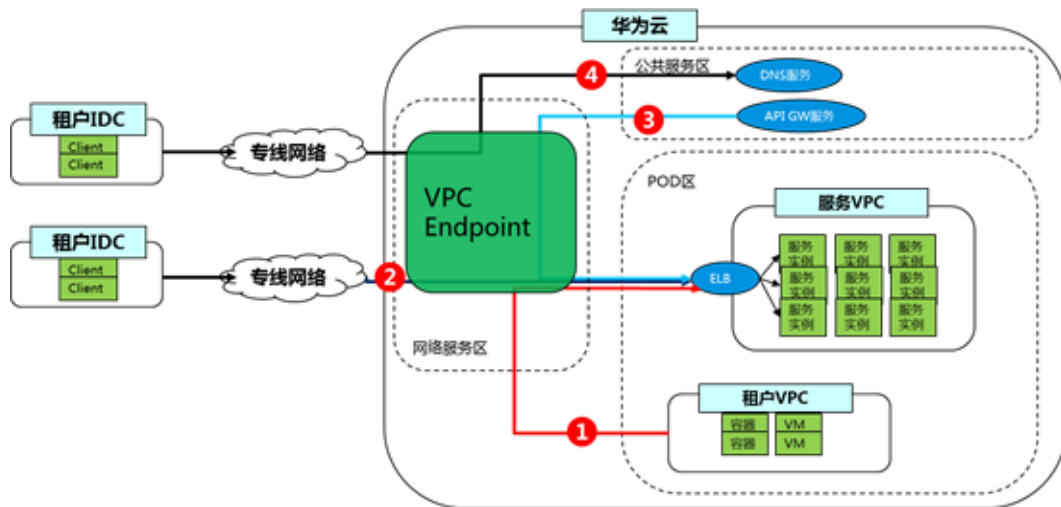 华为云
公共服务区
4
DNS服务
3
API GW服务
租户IDC
Client
Client
专线网络
VPC
Endpoint
POD区
服务VPC
服务
实例
服务
实例
服务
实例
服务
实例
服务
实例
服务
实例
服务
实例
服务
实例
服务
实例
租户IDC
Client
Client
专线网络
2
ELB
网络服务区
租户VPC
容器
VM
容器
VM
1